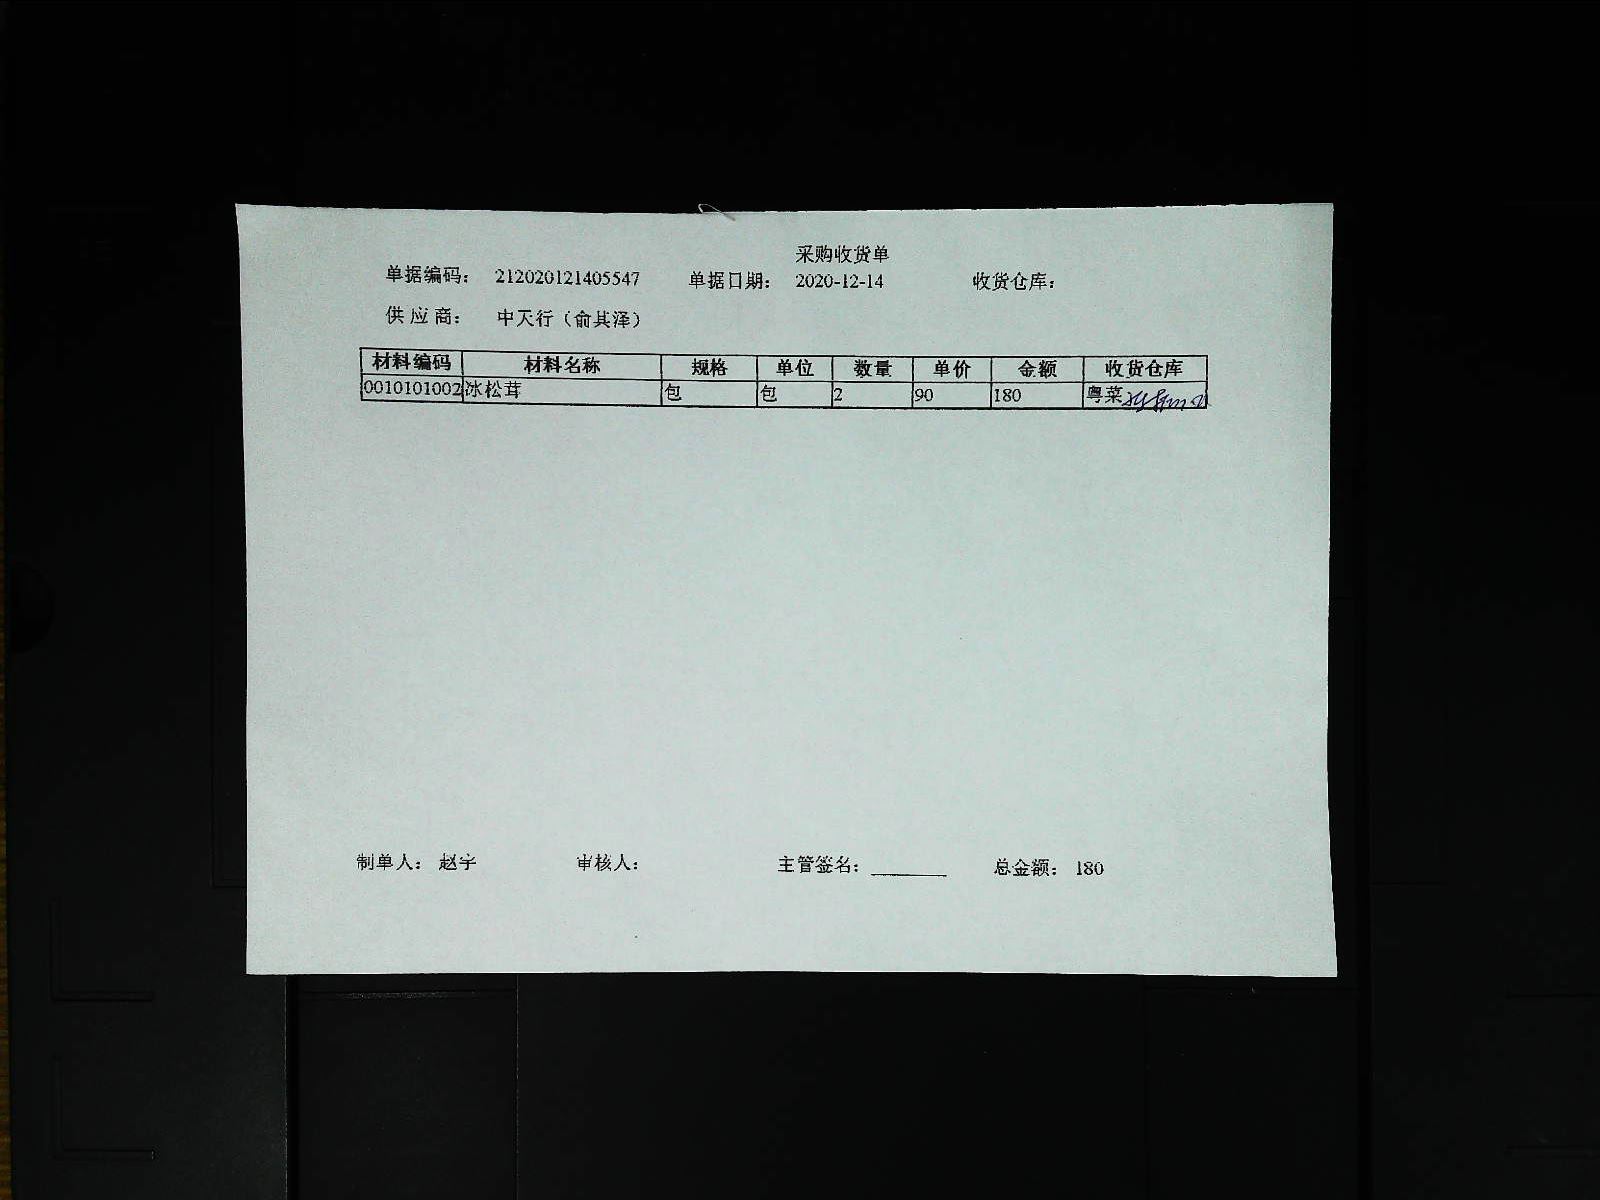 采购收货单
单据编码： 212020121405547 单据日期： 2020-12-14 收货仓库：
供 应 商： 中天行（俞其泽）
材料编码 材料名称 规格 单位 数量 单价 金额 收货仓库
0010101002 冰松茸 包 包 2 90 180 粤菜
制单人： 赵宇 审核人： 主管签名： 总金额： 180